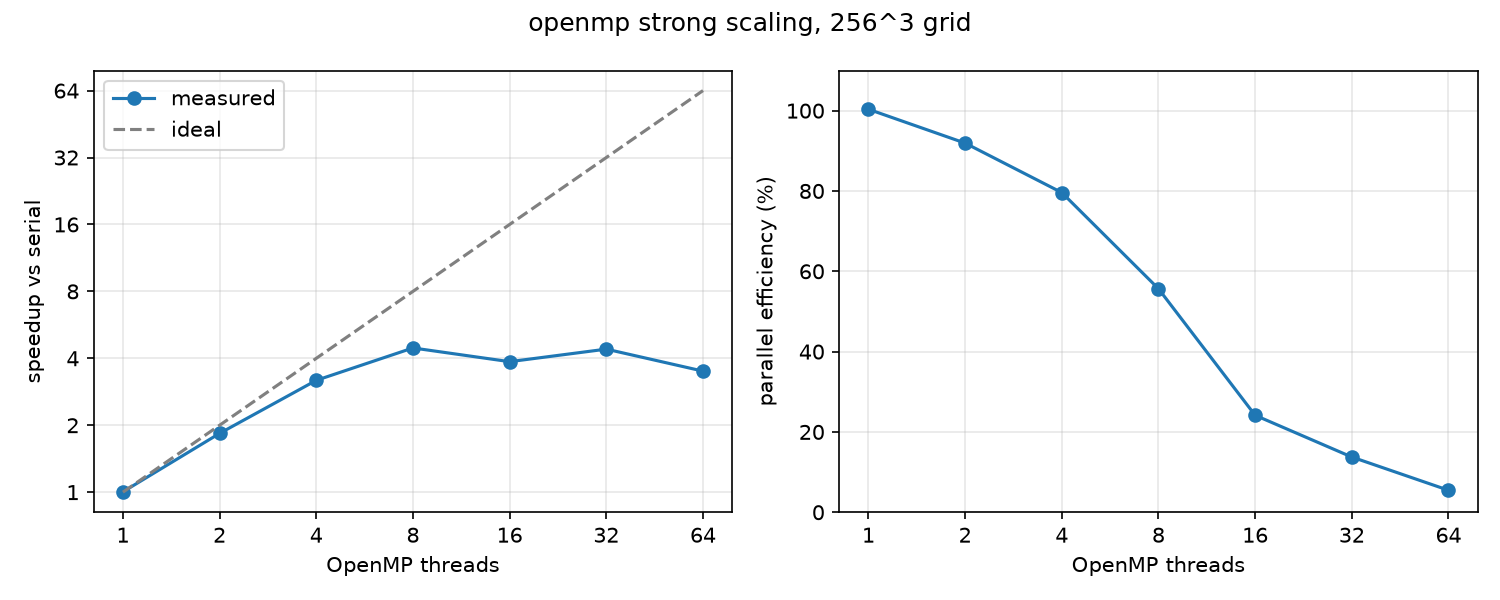 openmp strong scaling, 256^3 grid
speedup vs serial
64
32
16
8
4
2
1
measured
ideal
1 2 4 8 16 32 64
OpenMP threads
parallel efficiency (%)
100
80
60
40
20
0
1 2 4 8 16 32 64
OpenMP threads